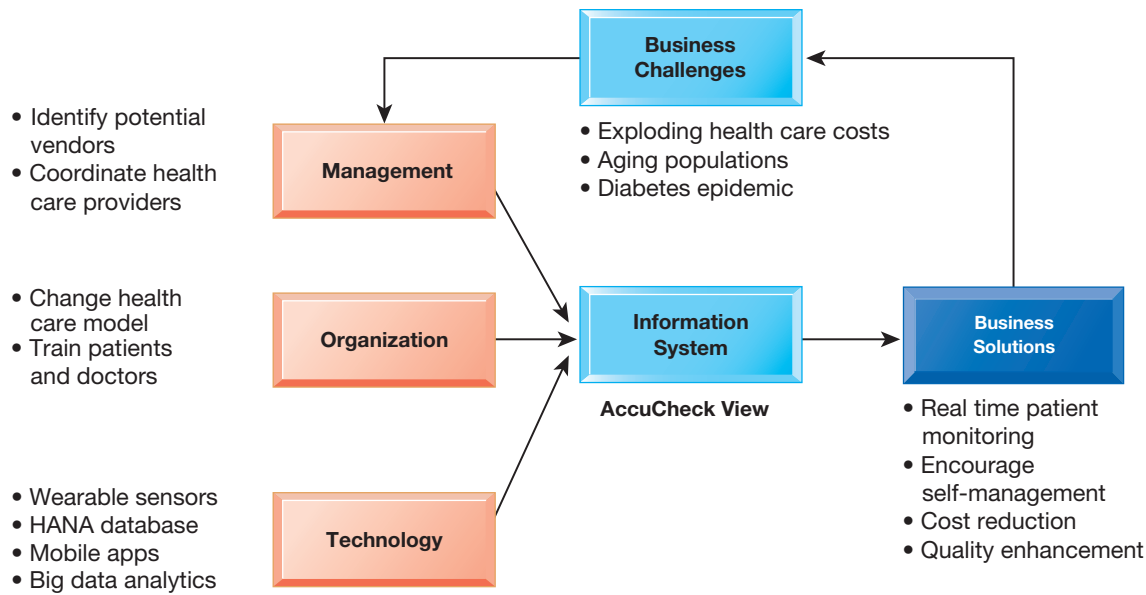 Business
Challenges
• Exploding health care costs
• Aging populations
• Diabetes epidemic
• Identify potential
vendors
• Coordinate health
care providers
Management
• Change health
care model
• Train patients
and doctors
Organization
Information
System
AccuCheck View
Business
Solutions
• Real time patient
monitoring
• Encourage
self-management
• Cost reduction
• Quality enhancement
• Wearable sensors
• HANA database
• Mobile apps
• Big data analytics
Technology